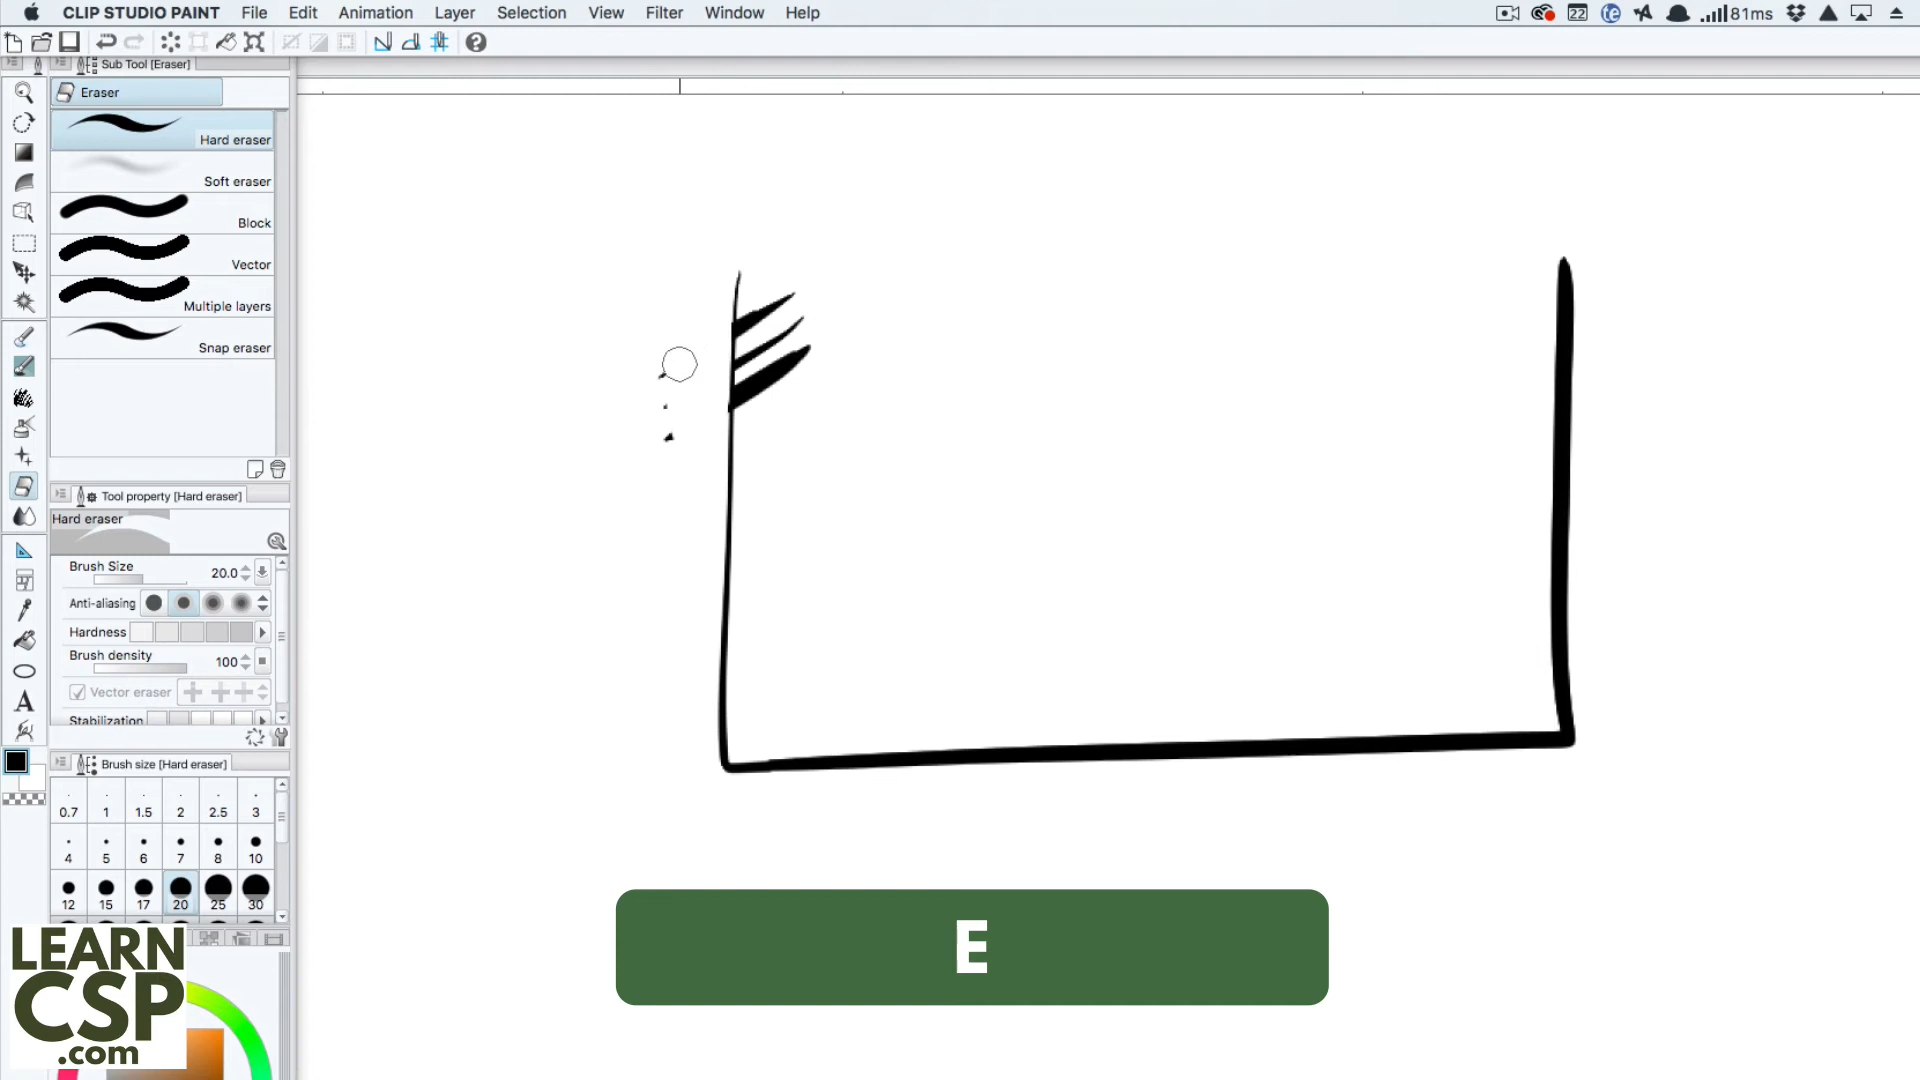 CLIP STUDIO PAINT File Edit Animation Layer Selection View Filter Window Help
22 81ms
Sub Tool [Eraser]
Eraser
Hard eraser
Soft eraser
Block
Vector
Multiple layers
Snap eraser
Tool property [Hard eraser]
Hard eraser
Brush Size 20.0
Anti-aliasing
Hardness
Brush density 100
Vector eraser
Stabilization
Brush size [Hard eraser]
0.7 1 1.5 2 2.5 3
4 5 6 7 8 10
12 15 17 20 25 30
LEARN
CSP
.com
E